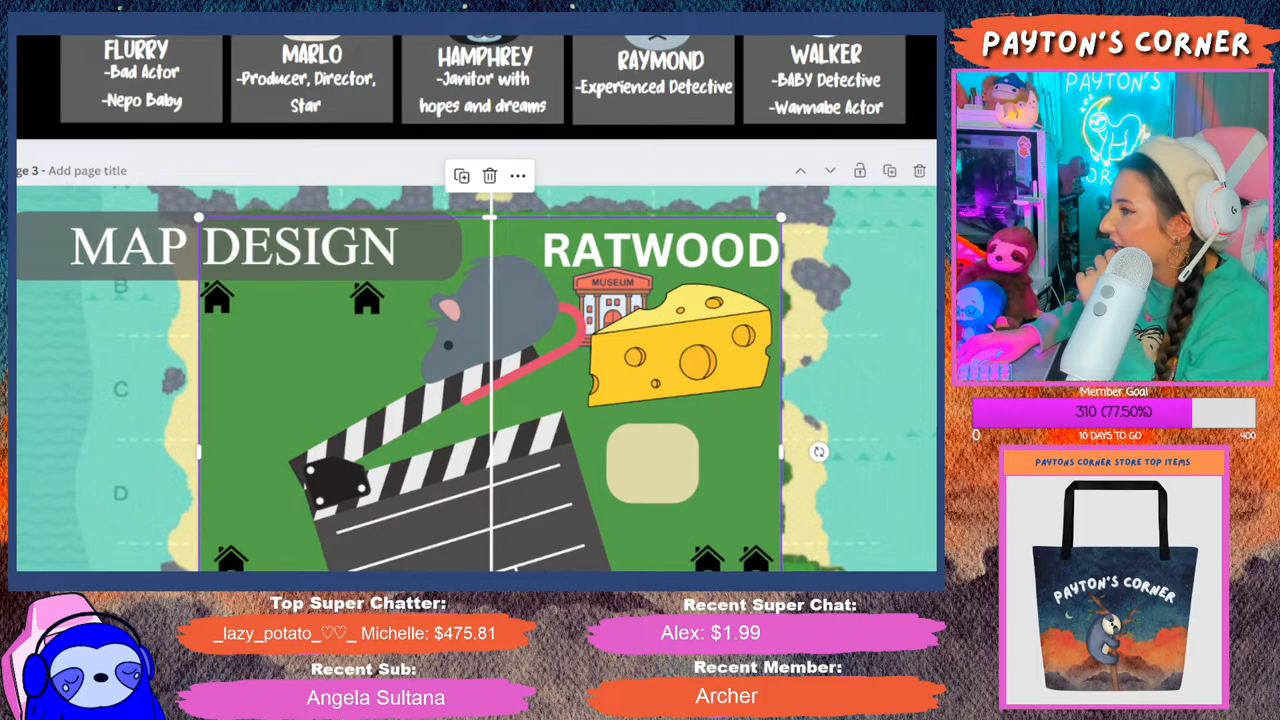 FLURRY
-Bad Actor
-Nepo Baby
MARLO
-Producer, Director,
Star
HAMPHREY
-Janitor with
hopes and dreams
RAYMOND
-Experienced Detective
WALKER
-BABY Detective
-Wannabe Actor
ge 3 - Add page title
MAP DESIGN
RATWOOD
MUSEUM
B
C
D
PAYTON'S CORNER
PAYTON'S
Member Goal
310 (77.50%)
0
10 DAYS TO GO
400
PAYTON'S CORNER STORE TOP ITEMS
PAYTON'S CORNER
Top Super Chatter:
_lazy_potato_♡♡_ Michelle: $475.81
Recent Super Chat:
Alex: $1.99
Recent Sub:
Angela Sultana
Recent Member:
Archer